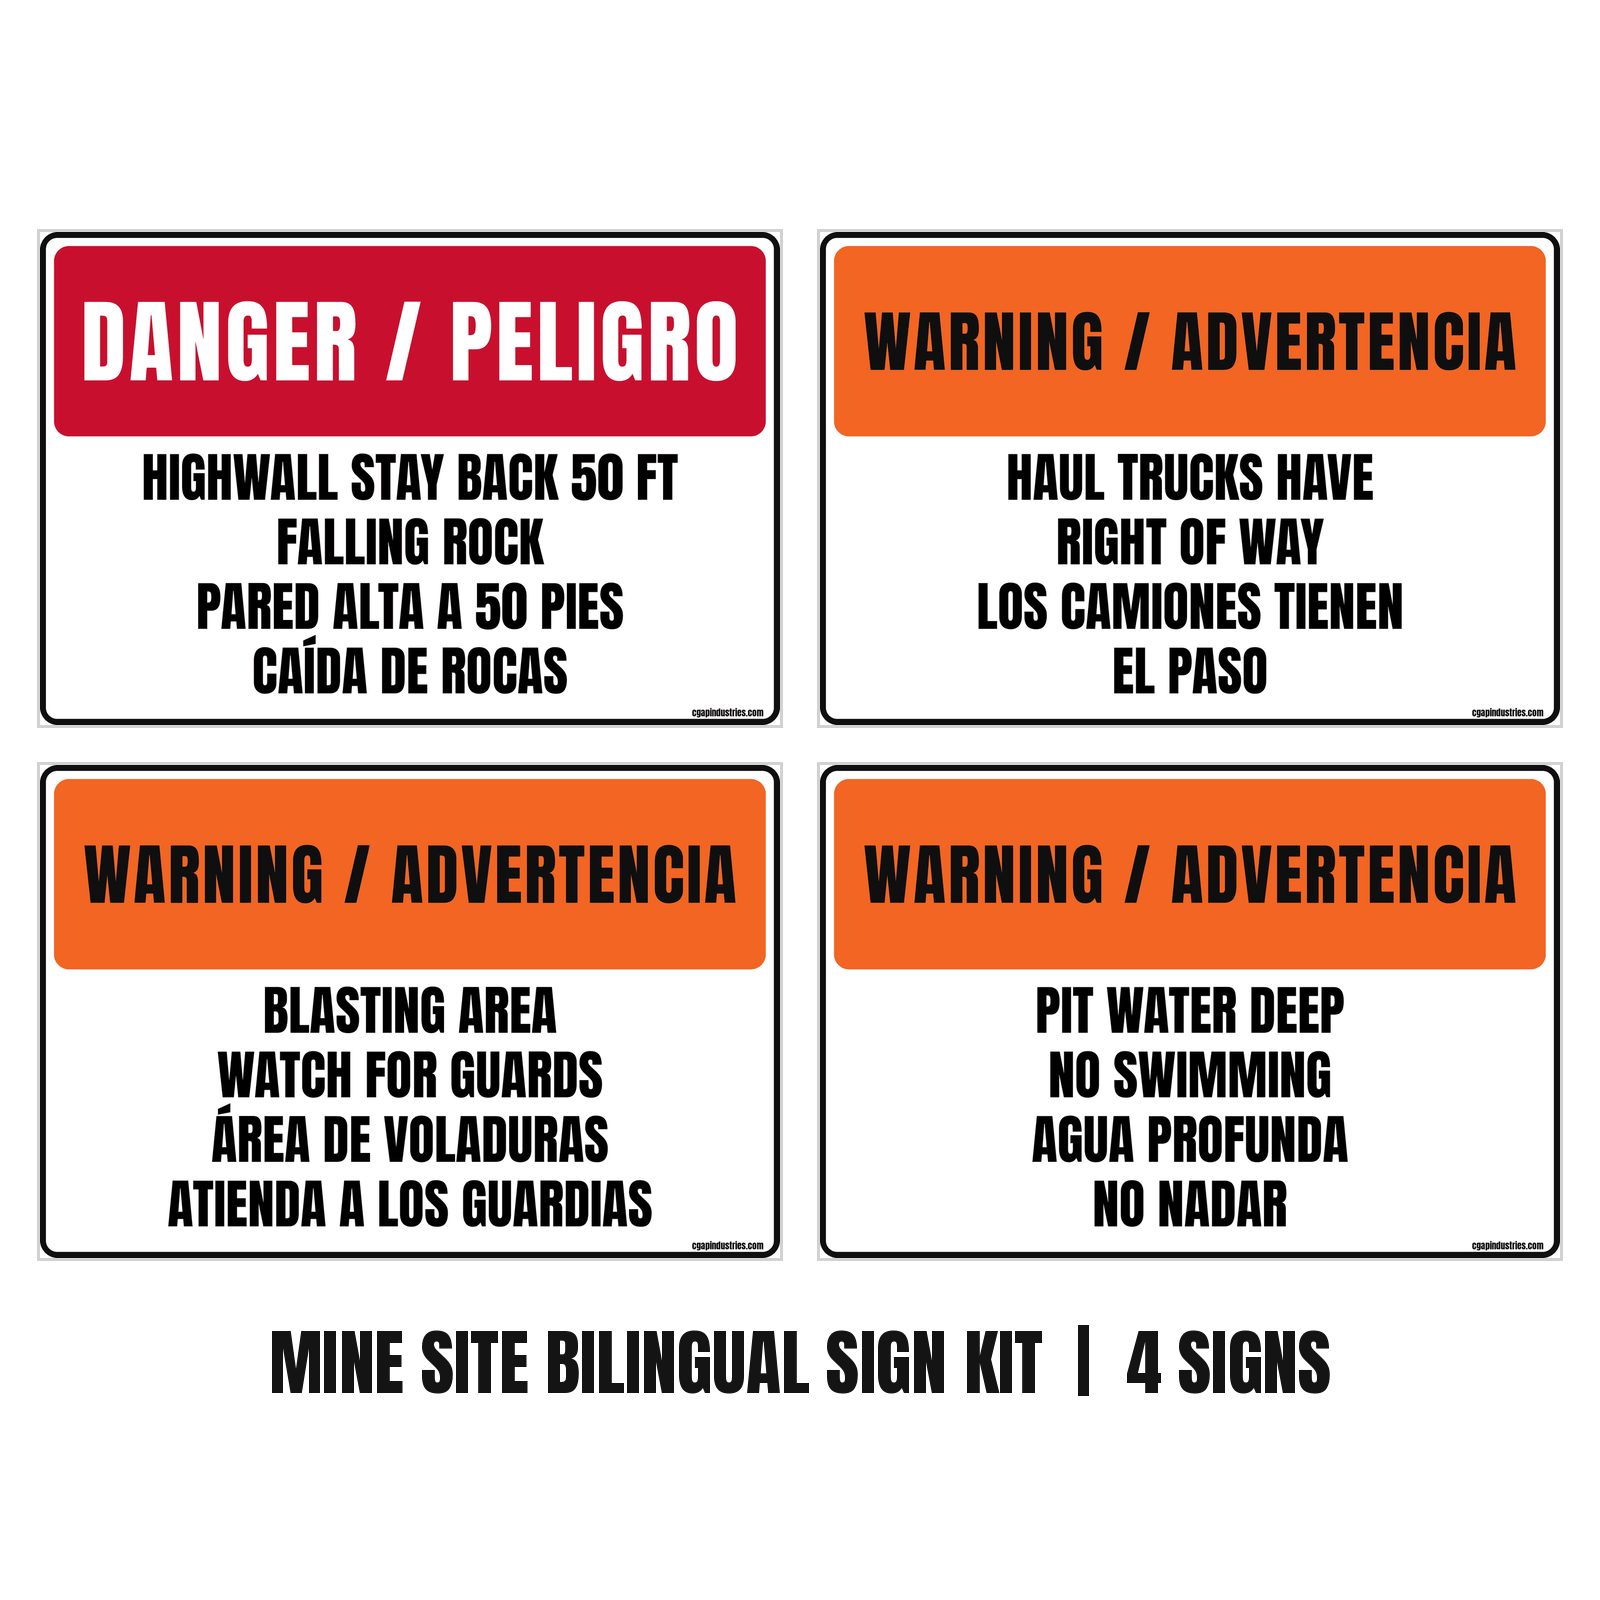 DANGER / PELIGRO
HIGHWALL STAY BACK 50 FT
FALLING ROCK
PARED ALTA A 50 PIES
CAÍDA DE ROCAS
cgapindustries.com
WARNING / ADVERTENCIA
HAUL TRUCKS HAVE
RIGHT OF WAY
LOS CAMIONES TIENEN
EL PASO
cgapindustries.com
WARNING / ADVERTENCIA
BLASTING AREA
WATCH FOR GUARDS
ÁREA DE VOLADURAS
ATIENDA A LOS GUARDIAS
cgapindustries.com
WARNING / ADVERTENCIA
PIT WATER DEEP
NO SWIMMING
AGUA PROFUNDA
NO NADAR
cgapindustries.com
MINE SITE BILINGUAL SIGN KIT | 4 SIGNS